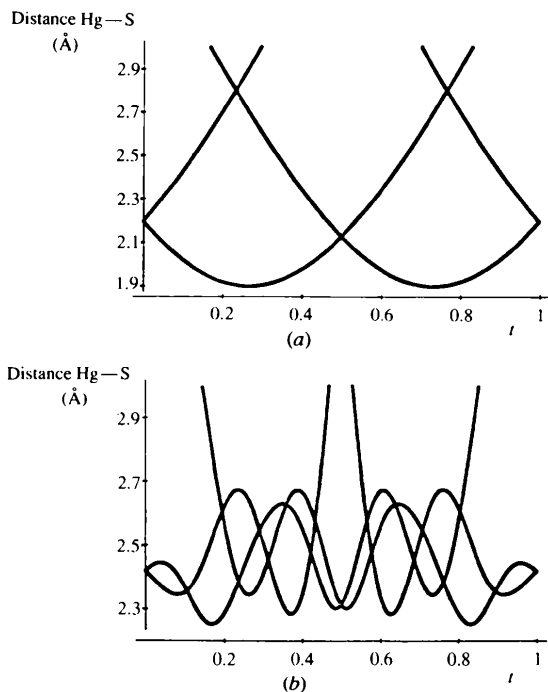 Distance Hg—S
(Å)
2.9
2.7
2.5
2.3
2.1
1.9
0.2 0.4 0.6 0.8 1
t
(a)
Distance Hg—S
(Å)
2.9
2.7
2.5
2.3
0.2 0.4 0.6 0.8 1
t
(b)